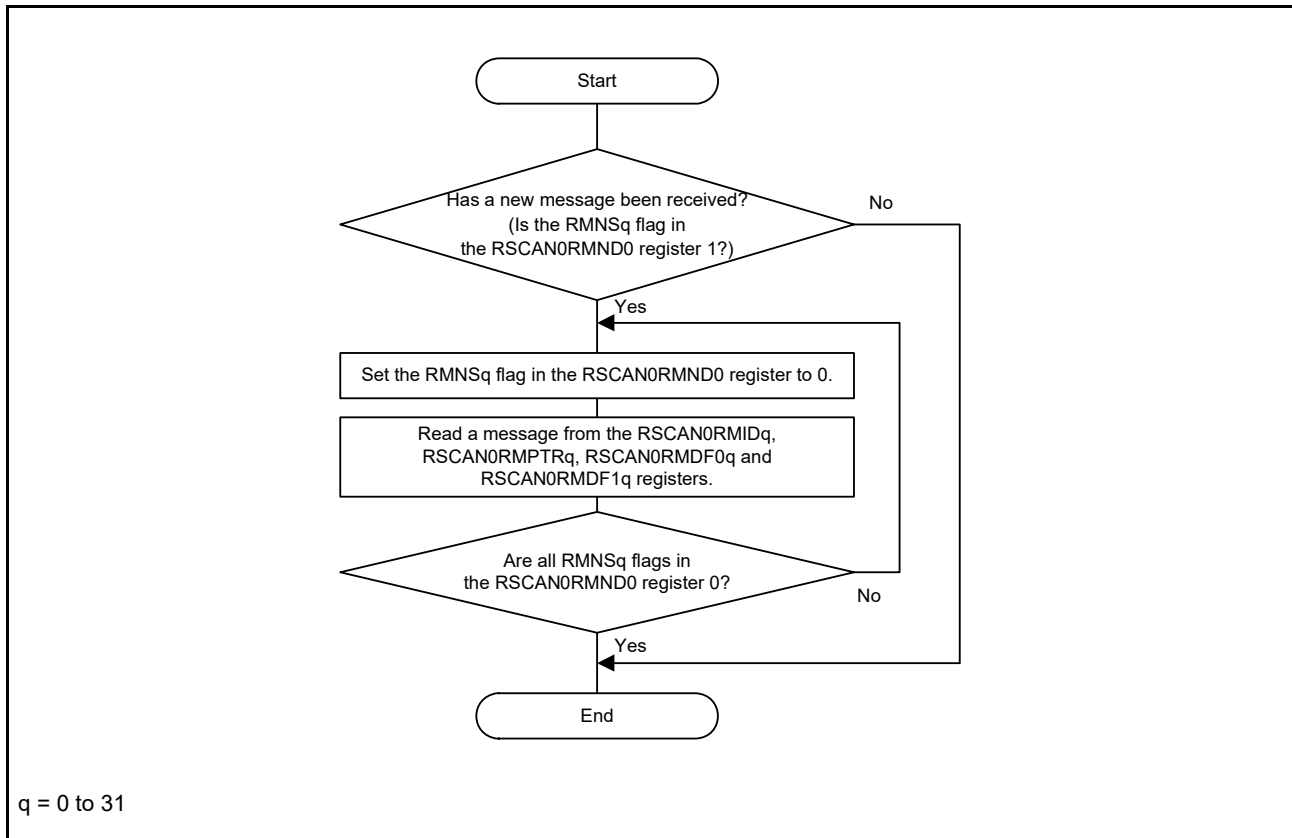 Start
Has a new message been received?
(Is the RMNSq flag in
the RSCAN0RMND0 register 1?)
No
Yes
Set the RMNSq flag in the RSCAN0RMND0 register to 0.
Read a message from the RSCAN0RMIDq,
RSCAN0RMPTRq, RSCAN0RMDF0q and
RSCAN0RMDF1q registers.
Are all RMNSq flags in
the RSCAN0RMND0 register 0?
No
Yes
End
q = 0 to 31